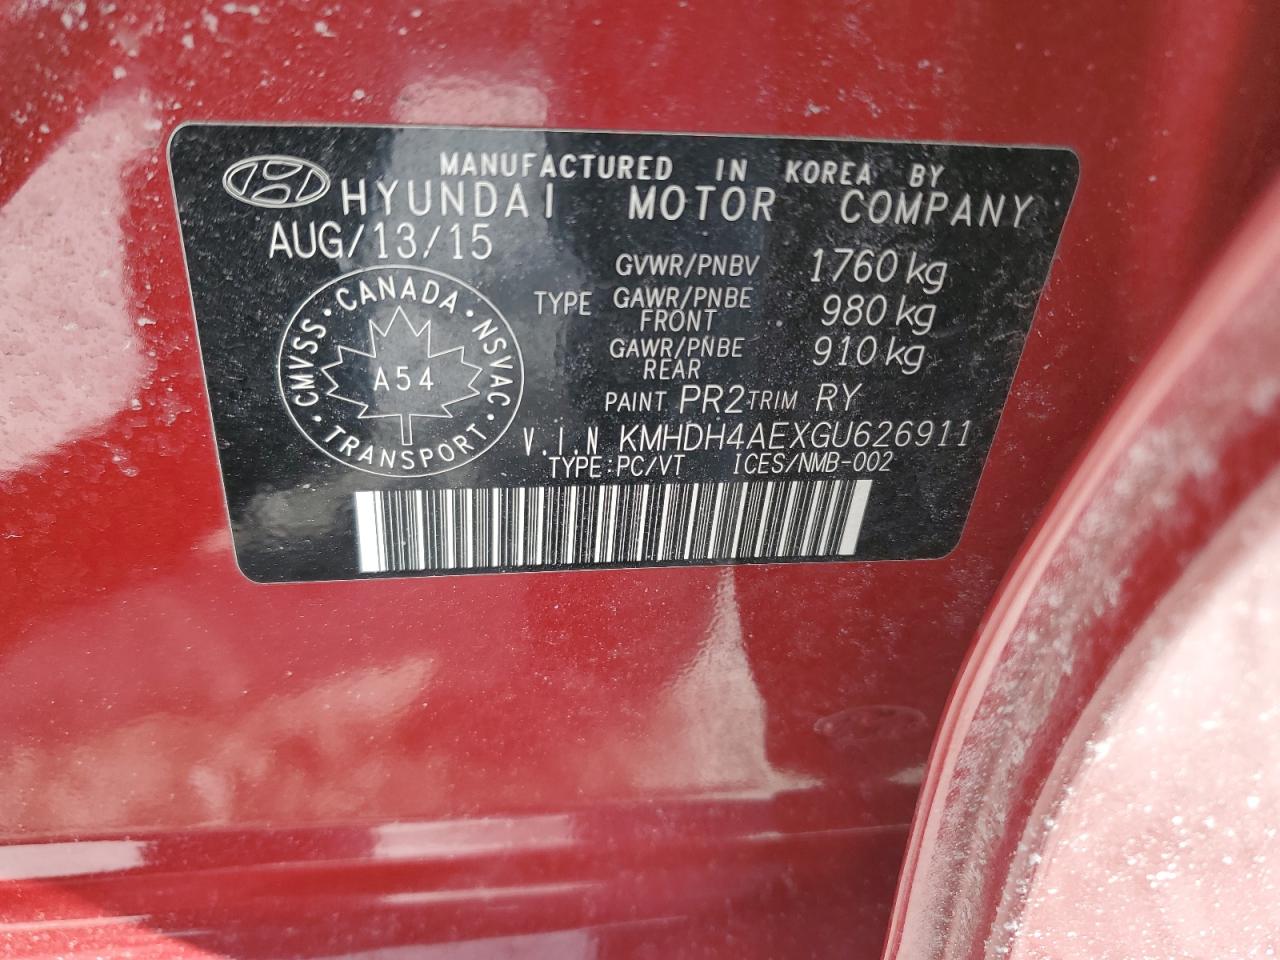 MANUFACTURED IN KOREA BY
HYUNDAI MOTOR COMPANY
AUG/13/15
GVWR/PNBV 1760 kg
TYPE GAWR/PNBE FRONT 980 kg
GAWR/PNBE REAR 910 kg
PAINT PR2 TRIM RY
V.I.N KMHDH4AEXGU626911
TYPE:PC/VT ICES/NMB-002
CMVSS · CANADA · NSVAC · TRANSPORT ·
A54